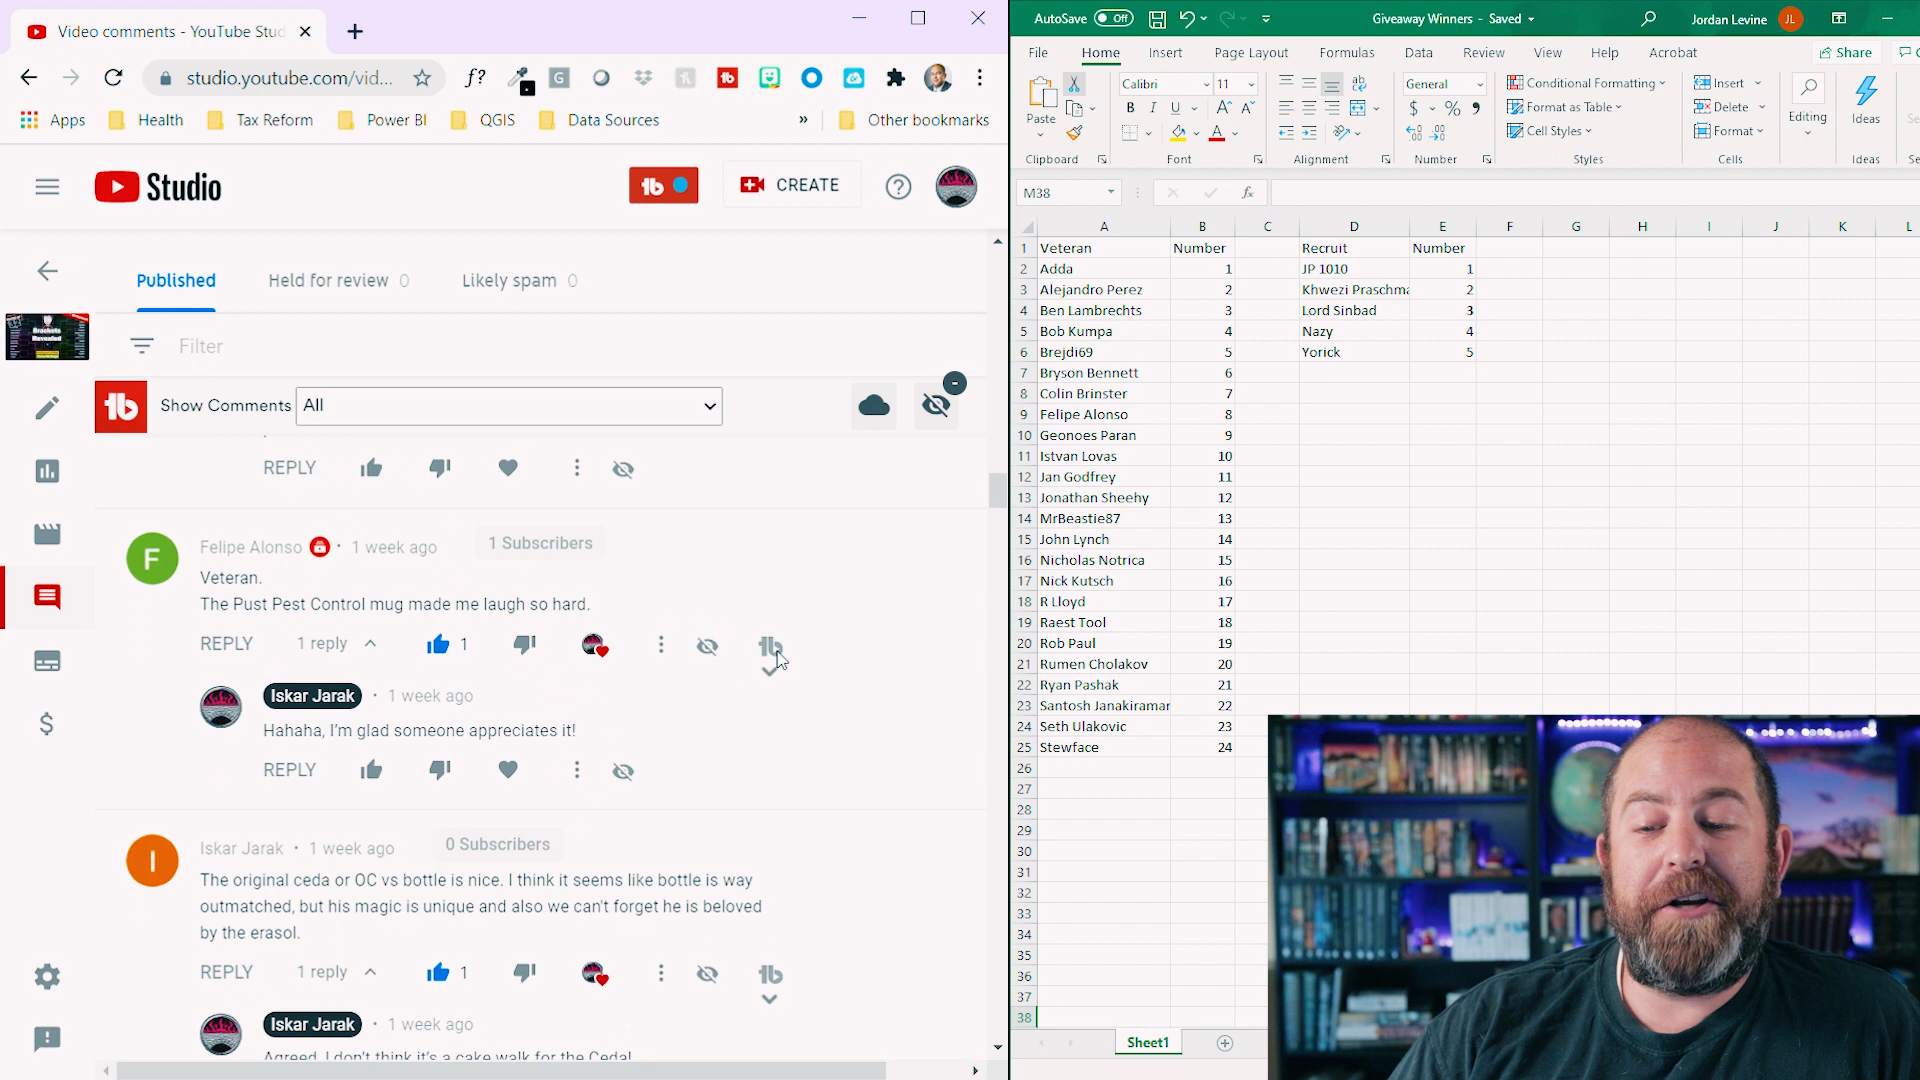 Video comments - YouTube Stud
studio.youtube.com/vid...
Apps
Health
Tax Reform
Power BI
QGIS
Data Sources
»
Other bookmarks
Studio
CREATE
Published
Held for review 0
Likely spam 0
Filter
Brackets
Revealed
Show Comments
All
REPLY
F
Felipe Alonso • 1 week ago
1 Subscribers
Veteran.
The Pust Pest Control mug made me laugh so hard.
REPLY
1 reply
1
Iskar Jarak • 1 week ago
Hahaha, I'm glad someone appreciates it!
REPLY
I
Iskar Jarak • 1 week ago
0 Subscribers
The original ceda or OC vs bottle is nice. I think it seems like bottle is way
outmatched, but his magic is unique and also we can't forget he is beloved
by the erasol.
REPLY
1 reply
1
Iskar Jarak • 1 week ago
Agreed, I don't think it's a cake walk for the Ceda!
AutoSave Off
Giveaway Winners - Saved
Jordan Levine
JL
File
Home
Insert
Page Layout
Formulas
Data
Review
View
Help
Acrobat
Share
Paste
Calibri
11
General
Conditional Formatting
Format as Table
Cell Styles
Insert
Delete
Format
Editing
Ideas
Clipboard
Font
Alignment
Number
Styles
Cells
Ideas
M38
fx
A B C D E F G H I J K L
1 Veteran Number Recruit Number
2 Adda 1 JP 1010 1
3 Alejandro Perez 2 Khwezi Praschma 2
4 Ben Lambrechts 3 Lord Sinbad 3
5 Bob Kumpa 4 Nazy 4
6 Brejdi69 5 Yorick 5
7 Bryson Bennett 6
8 Colin Brinster 7
9 Felipe Alonso 8
10 Geonoes Paran 9
11 Istvan Lovas 10
12 Jan Godfrey 11
13 Jonathan Sheehy 12
14 MrBeastie87 13
15 John Lynch 14
16 Nicholas Notrica 15
17 Nick Kutsch 16
18 R Lloyd 17
19 Raest Tool 18
20 Rob Paul 19
21 Rumen Cholakov 20
22 Ryan Pashak 21
23 Santosh Janakiramar 22
24 Seth Ulakovic 23
25 Stewface 24
26
27
28
29
30
31
32
33
34
35
36
37
38
Sheet1